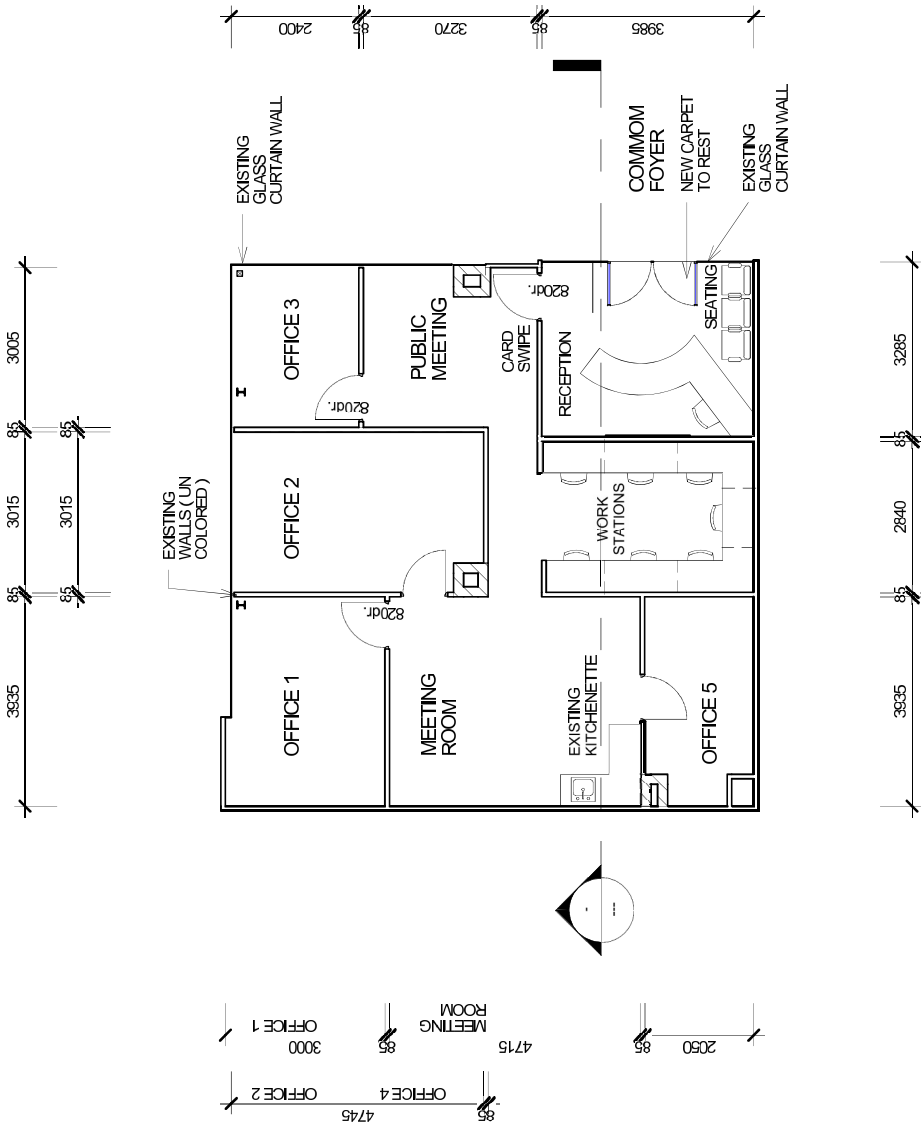 2400
85
3270
85
3985
EXISTING
GLASS
CURTAIN WALL
COMMOM
FOYER
NEW CARPET
TO REST
EXISTING
GLASS
CURTAIN WALL
3005
85
3015
85
3935
85
3015
85
EXISTING
WALLS ( UN
COLORED )
OFFICE 3
820dr.
PUBLIC
MEETING
CARD
SWIPE
820dr.
RECEPTION
SEATING
OFFICE 2
WORK
STATIONS
820dr.
OFFICE 1
MEETING
ROOM
EXISTING
KITCHENETTE
OFFICE 5
3285
85
2840
85
3935
OFFICE 1
3000
85
MEETING
ROOM
4715
85
2050
OFFICE 2
OFFICE 4
4745
85